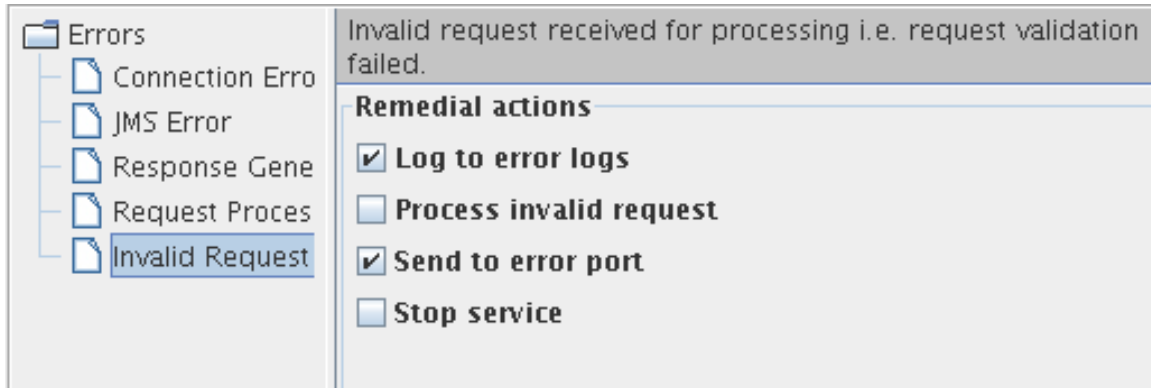 Errors
Connection Erro
JMS Error
Response Gene
Request Proces
Invalid Request
Invalid request received for processing i.e. request validation
failed.
Remedial actions
Log to error logs
Process invalid request
Send to error port
Stop service